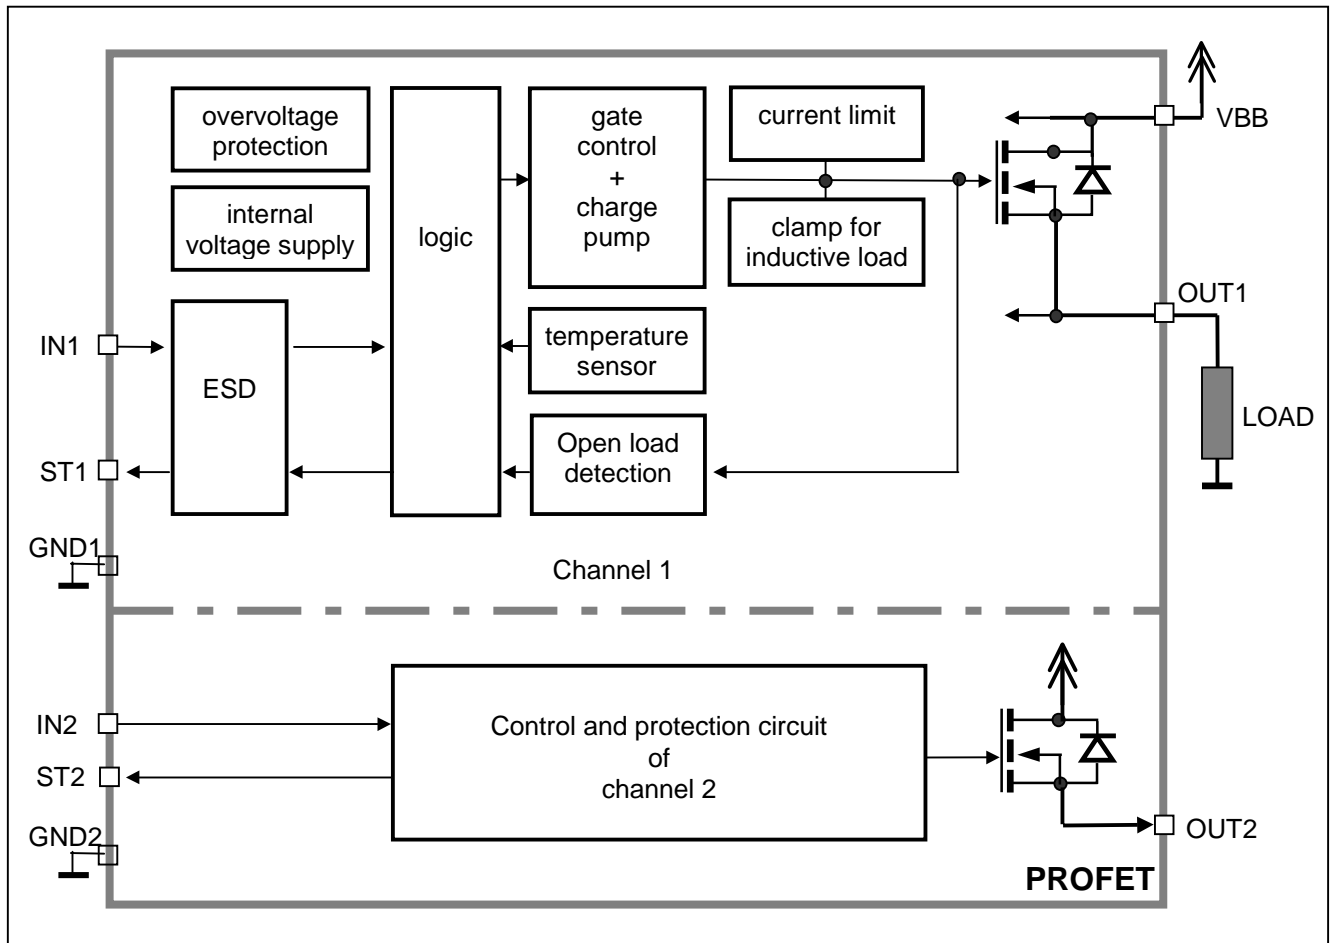 overvoltage
protection
internal
voltage supply
logic
gate
control
+
charge
pump
current limit
clamp for
inductive load
VBB
OUT1
LOAD
IN1
ESD
temperature
sensor
ST1
Open load
detection
GND1
Channel 1
IN2
ST2
GND2
Control and protection circuit
of
channel 2
OUT2
PROFET